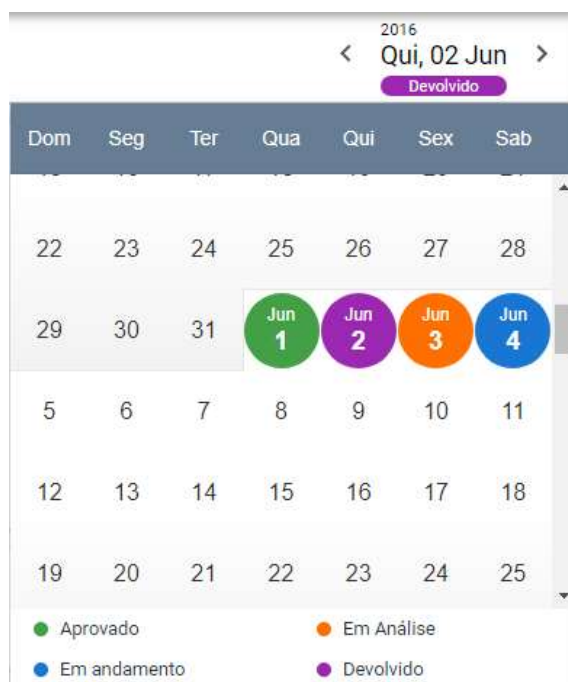 2016
Qui, 02 Jun
Devolvido
Dom Seg Ter Qua Qui Sex Sab
22 23 24 25 26 27 28
29 30 31 Jun 1 Jun 2 Jun 3 Jun 4
5 6 7 8 9 10 11
12 13 14 15 16 17 18
19 20 21 22 23 24 25
Aprovado Em Análise
Em andamento Devolvido